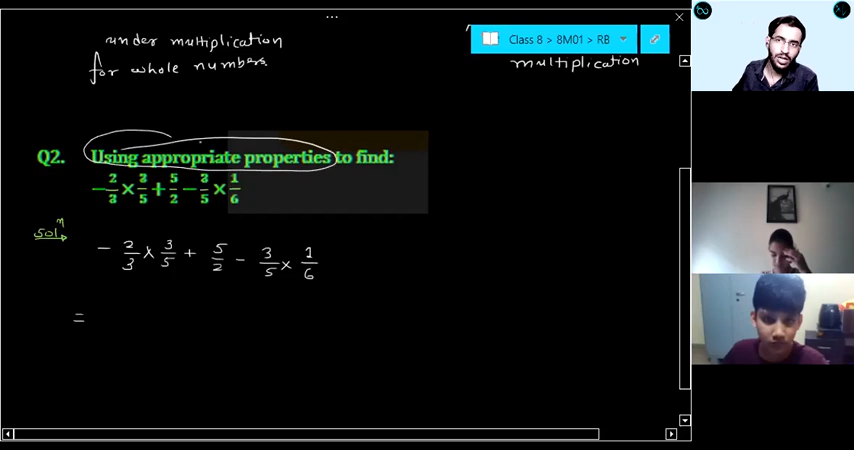 under multiplication
for whole numbers.
Class 8 > 8M01 > RB
multiplication
Q2. Using appropriate properties to find:
-2/3 × 3/5 + 5/2 - 3/5 × 1/6
solⁿ
- 2/3 × 3/5 + 5/2 - 3/5 × 1/6
=